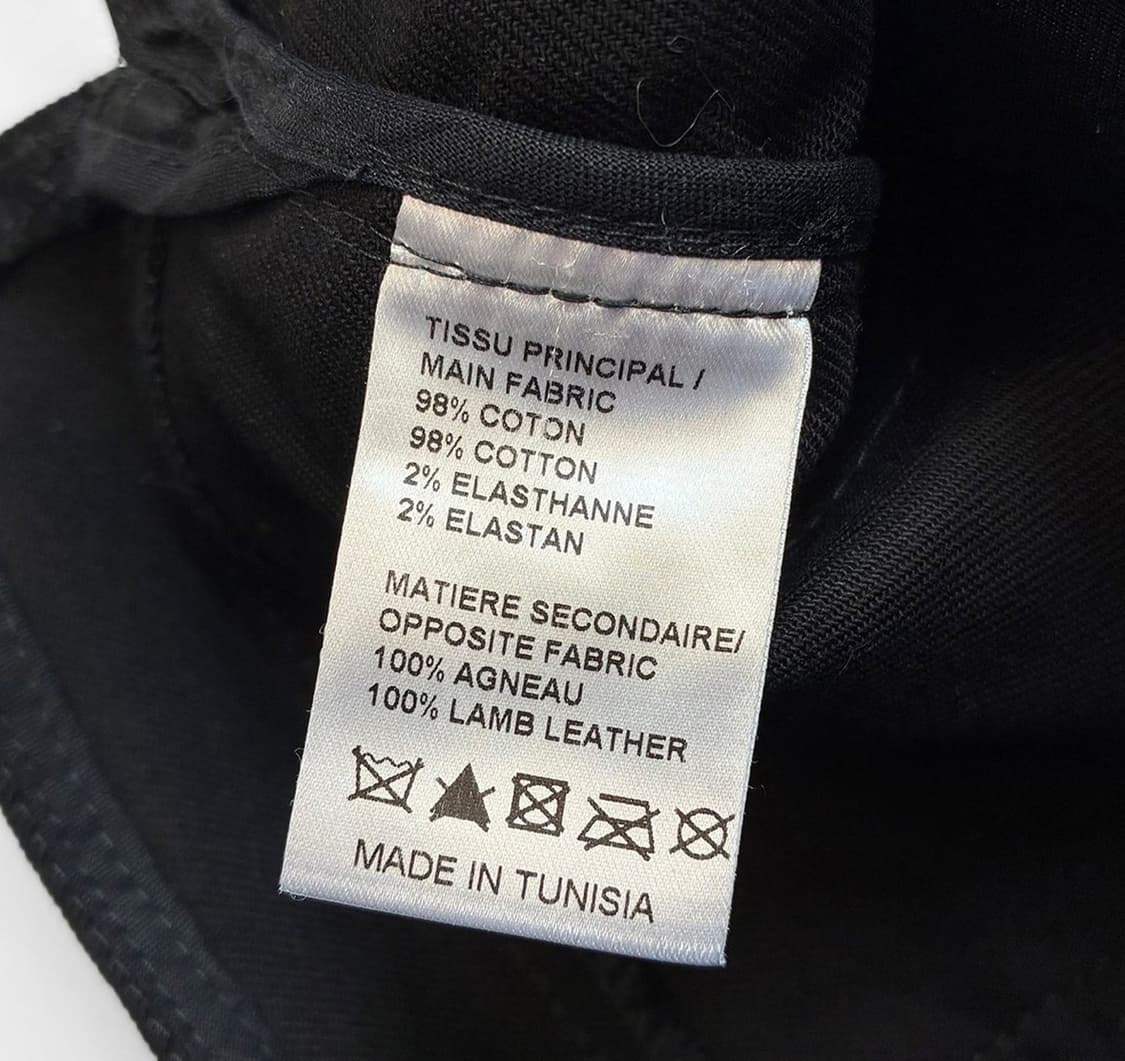 TISSU PRINCIPAL /
MAIN FABRIC
98% COTON
98% COTTON
2% ELASTHANNE
2% ELASTAN
MATIERE SECONDAIRE/
OPPOSITE FABRIC
100% AGNEAU
100% LAMB LEATHER
MADE IN TUNISIA